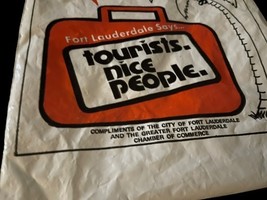 Fort Lauderdale Says...
tourists.
nice
people.
COMPLIMENTS OF THE CITY OF FORT LAUDERDALE
AND THE GREATER FORT LAUDERDALE
CHAMBER OF COMMERCE